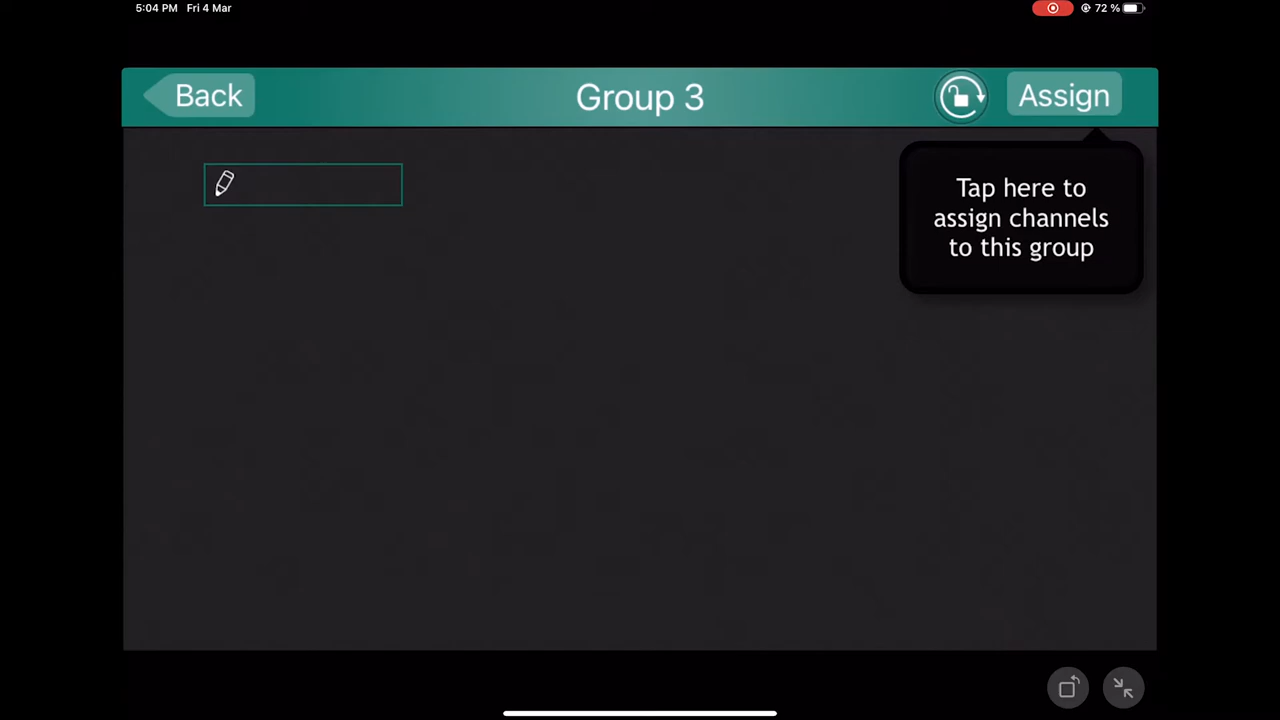 5:04 PM Fri 4 Mar
72 %
Back
Group 3
Assign
Tap here to
assign channels
to this group